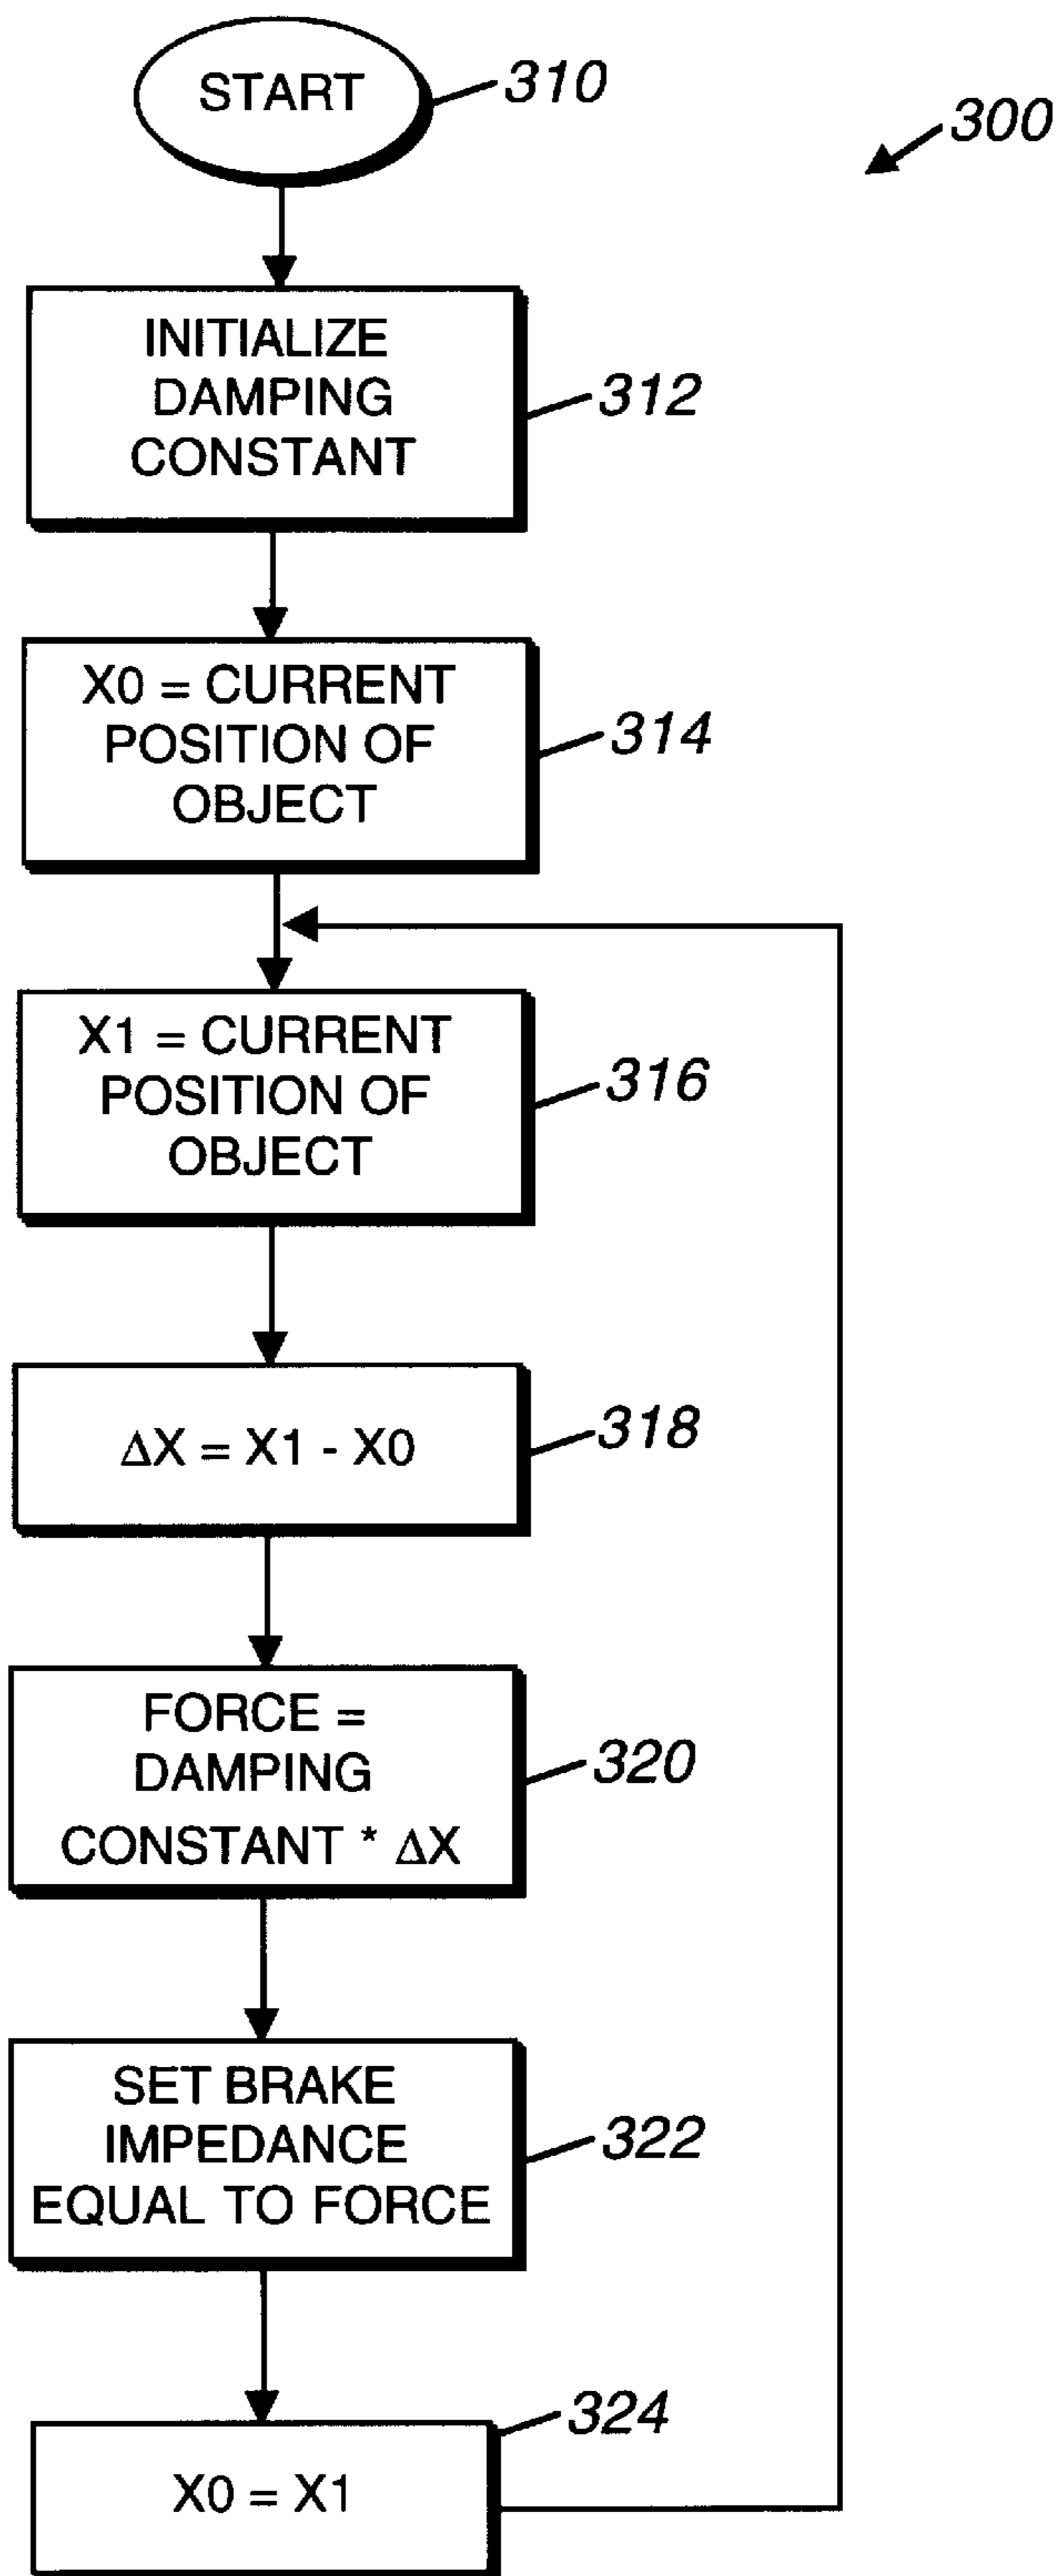 START
310
300
INITIALIZE
DAMPING
CONSTANT
312
X0 = CURRENT
POSITION OF
OBJECT
314
X1 = CURRENT
POSITION OF
OBJECT
316
ΔX = X1 - X0
318
FORCE =
DAMPING
CONSTANT * ΔX
320
SET BRAKE
IMPEDANCE
EQUAL TO FORCE
322
X0 = X1
324